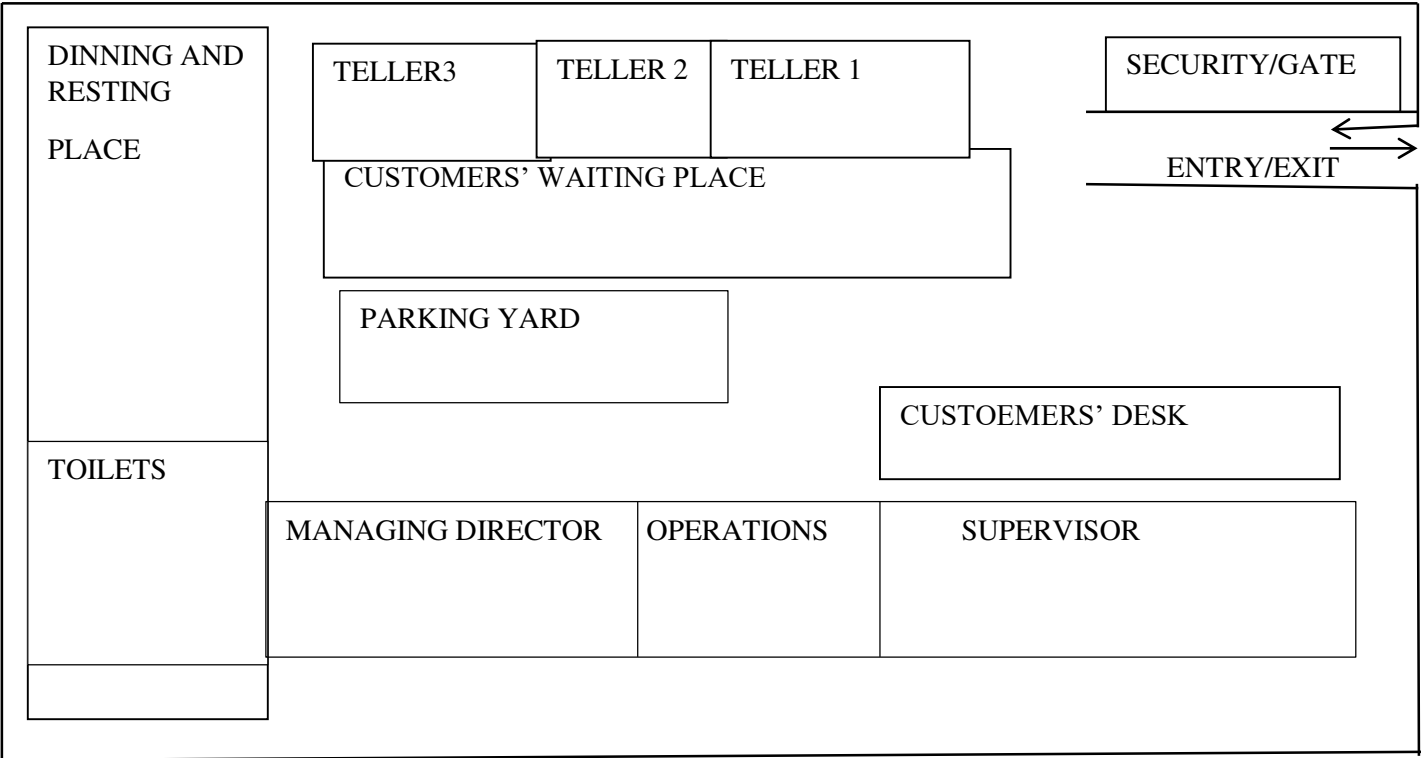 DINNING AND
RESTING
PLACE
TELLER3
TELLER 2
TELLER 1
SECURITY/GATE
ENTRY/EXIT
CUSTOMERS’ WAITING PLACE
PARKING YARD
CUSTOEMERS’ DESK
TOILETS
MANAGING DIRECTOR
OPERATIONS
SUPERVISOR